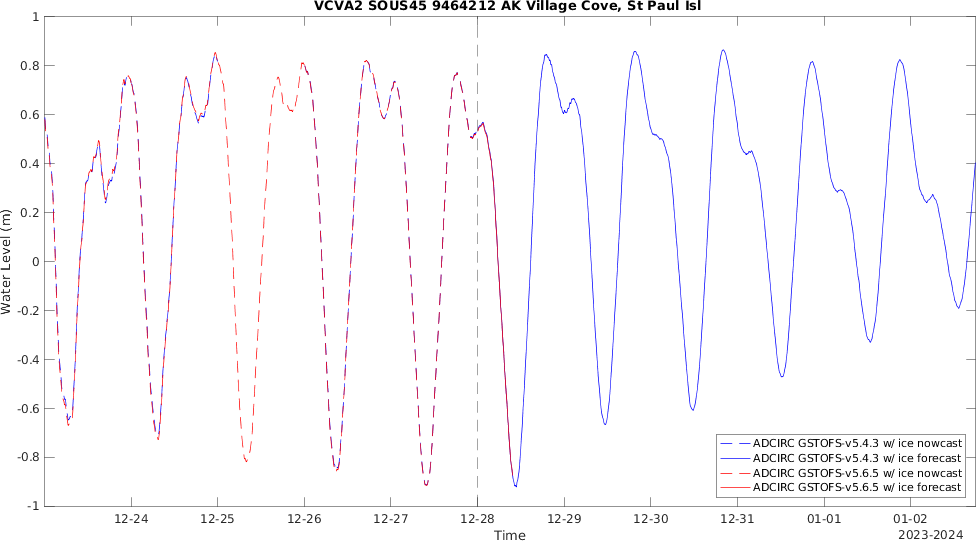 VCVA2 SOUS45 9464212 AK Village Cove, St Paul Isl
Water Level (m)
1
0.8
0.6
0.4
0.2
0
-0.2
-0.4
-0.6
-0.8
-1
ADCIRC GSTOFS-v5.4.3 w/ ice nowcast
ADCIRC GSTOFS-v5.4.3 w/ ice forecast
ADCIRC GSTOFS-v5.6.5 w/ ice nowcast
ADCIRC GSTOFS-v5.6.5 w/ ice forecast
12-24 12-25 12-26 12-27 12-28 12-29 12-30 12-31 01-01 01-02
Time
2023-2024